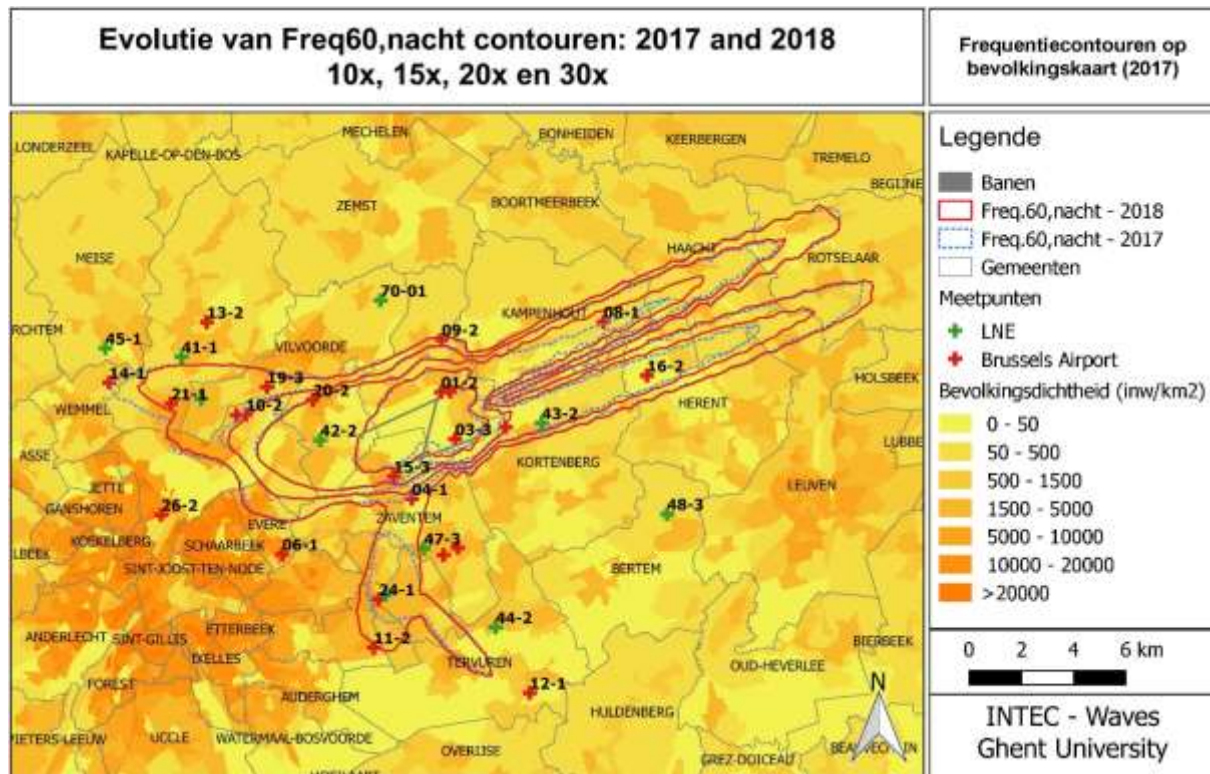 Evolutie van Freq60,nacht contouren: 2017 and 2018
10x, 15x, 20x en 30x
Frequentiecontouren op
bevolkingskaart (2017)
LONDERZEEL
KAPELLE-OP-DEN-BOS
MECHELEN
BONHEIDEN
KEERBERGEN
TREMELO
ZEMST
BOORTMEERBEEK
MEISE
HAACHT
ROTSELAAR
70-01
13-2
KAMPENHOUT
08-1
09-2
45-1
41-1
VILVOORDE
14-1
19-3
20-2
01-2
16-2
HOLSBEEK
WEMMEL
21-1
10-2
HERENT
42-2
03-3
43-2
ASSE
15-3
KORTENBERG
JETTE
04-1
LEUVEN
GANSHOREN
26-2
ZAVENTEM
48-3
EVERE
KOEKELBERG
SCHAARBEEK
06-1
47-3
SINT-JOOST-TEN-NODE
BERTEM
24-1
ANDERLECHT
SINT-GILLIS
ETTERBEEK
44-2
BIERBEEK
IXELLES
11-2
TERVUREN
OUD-HEVERLEE
FOREST
AUDERGHEM
12-1
HULDENBERG
UCCLE
WATERMAAL-BOSVOORDE
OVERIJSE
GREZ-DOICEAU
N
Legende
Banen
Freq.60,nacht - 2018
Freq.60,nacht - 2017
Gemeenten
Meetpunten
LNE
Brussels Airport
Bevolkingsdichtheid (inw/km2)
0 - 50
50 - 500
500 - 1500
1500 - 5000
5000 - 10000
10000 - 20000
>20000
0 2 4 6 km
INTEC - Waves
Ghent University